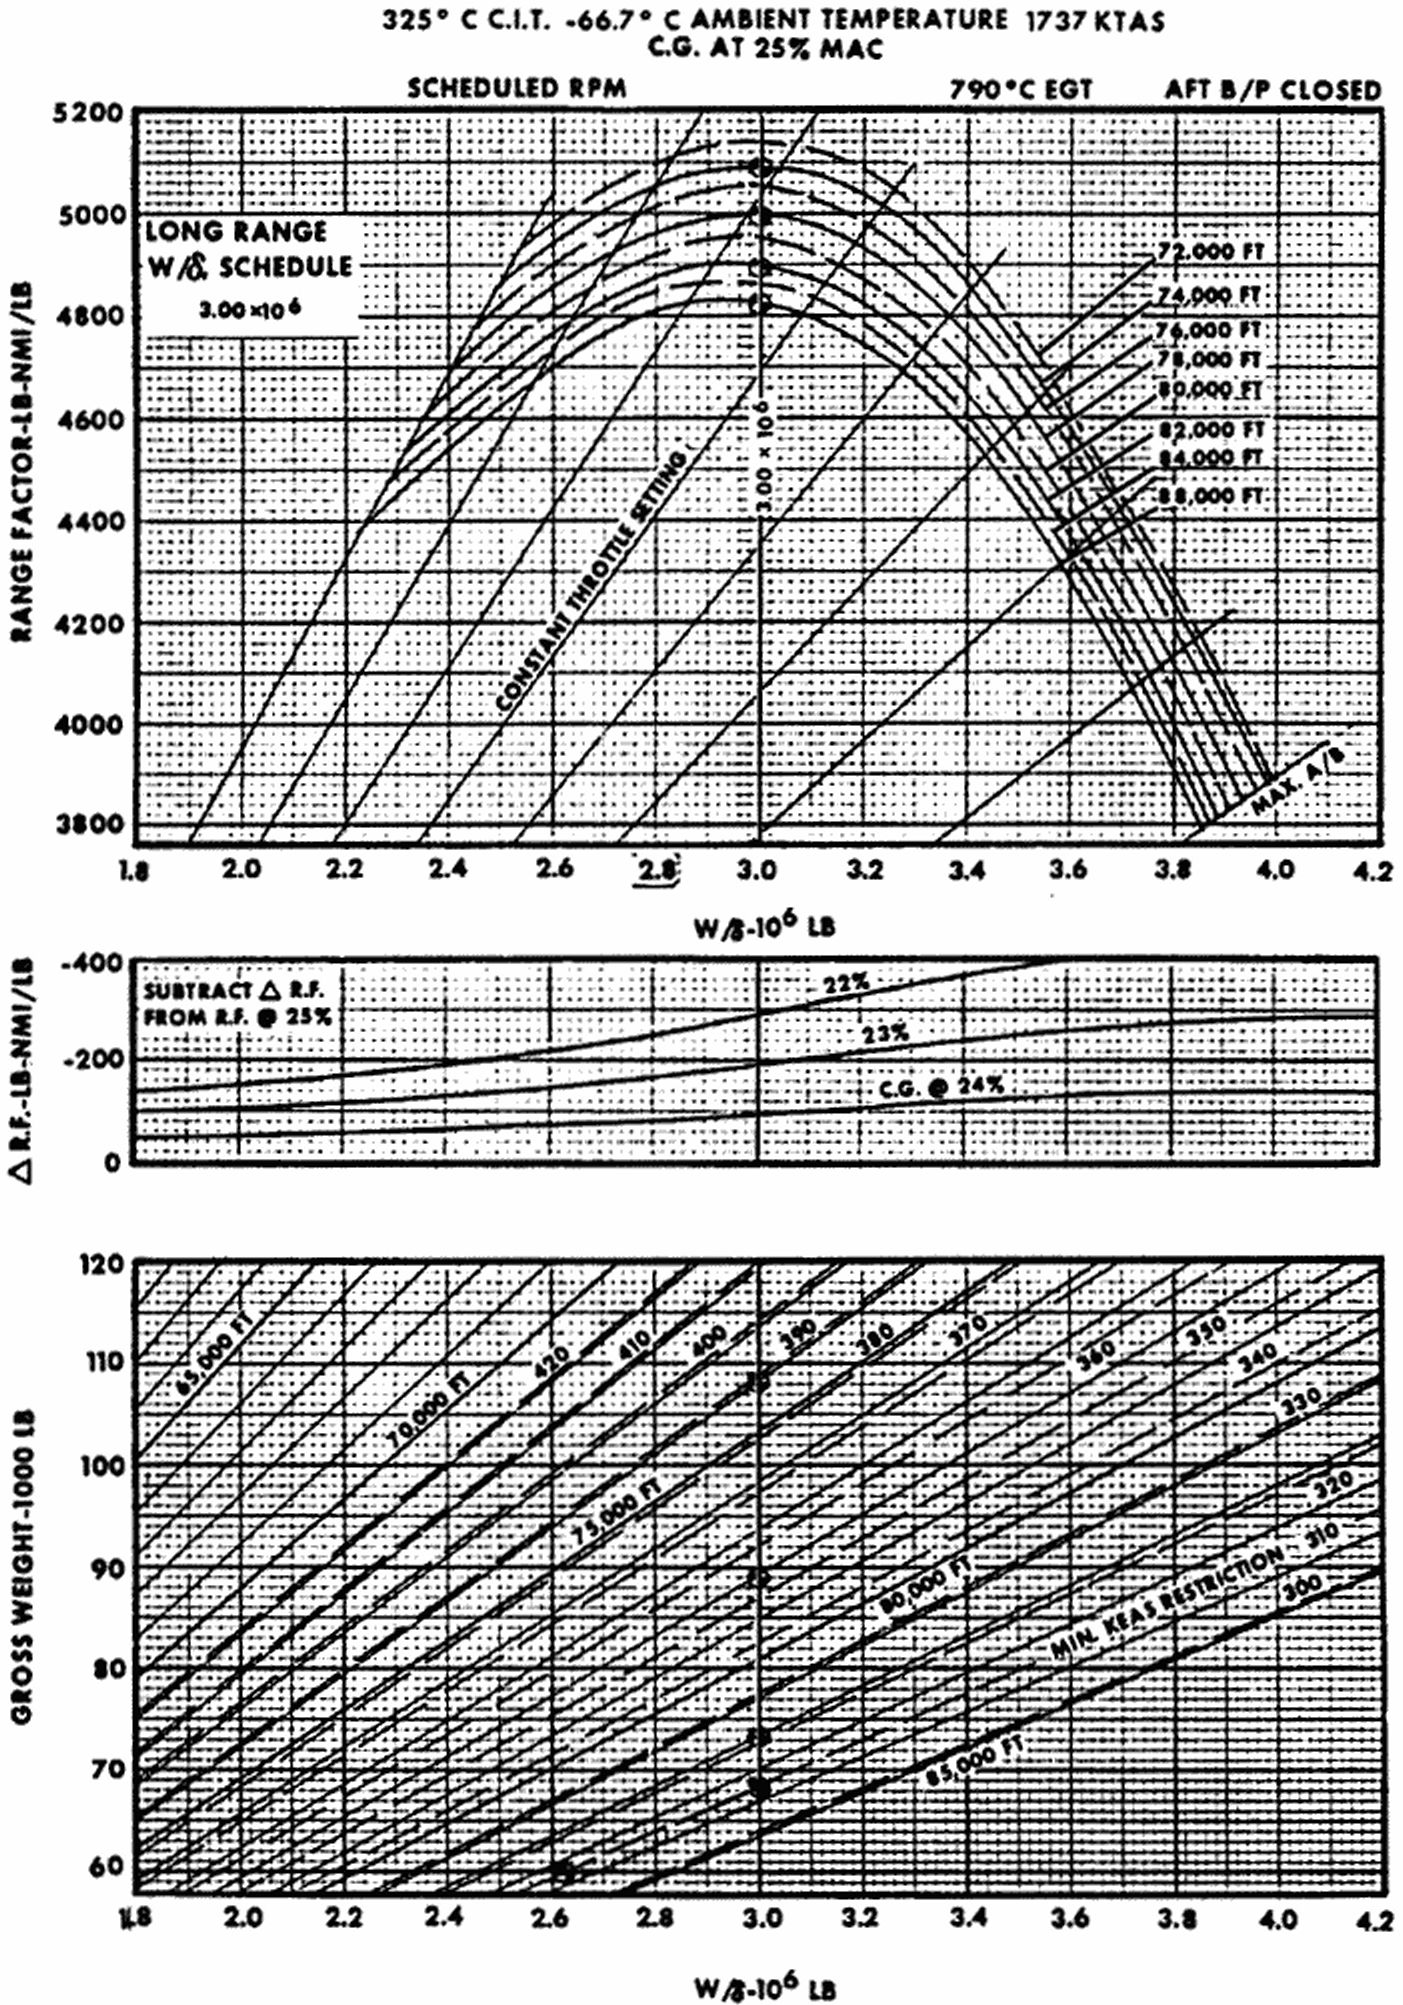 325° C C.I.T. -66.7° C AMBIENT TEMPERATURE 1737 KTAS
C.G. AT 25% MAC
SCHEDULED RPM 790°C EGT AFT B/P CLOSED
RANGE FACTOR-LB-NMI/LB
5200
5000
4800
4600
4400
4200
4000
3800
LONG RANGE
W/δ, SCHEDULE
3.00×10⁶
72,000 FT
74,000 FT
76,000 FT
78,000 FT
80,000 FT
82,000 FT
84,000 FT
88,000 FT
CONSTANT THROTTLE SETTING
3.00 × 10⁶
MAX. A/B
1.8 2.0 2.2 2.4 2.6 2.8 3.0 3.2 3.4 3.6 3.8 4.0 4.2
W/δ-10⁶ LB
Δ R.F.-LB-NMI/LB
-400
-200
0
SUBTRACT Δ R.F.
FROM R.F. @ 25%
22%
23%
C.G. @ 24%
GROSS WEIGHT-1000 LB
120
110
100
90
80
70
60
65,000 FT
70,000 FT
420
410
400
390
380
370
360
350
340
330
320
310
300
75,000 FT
80,000 FT
MIN. KEAS RESTRICTION
85,000 FT
1.8 2.0 2.2 2.4 2.6 2.8 3.0 3.2 3.4 3.6 3.8 4.0 4.2
W/δ-10⁶ LB